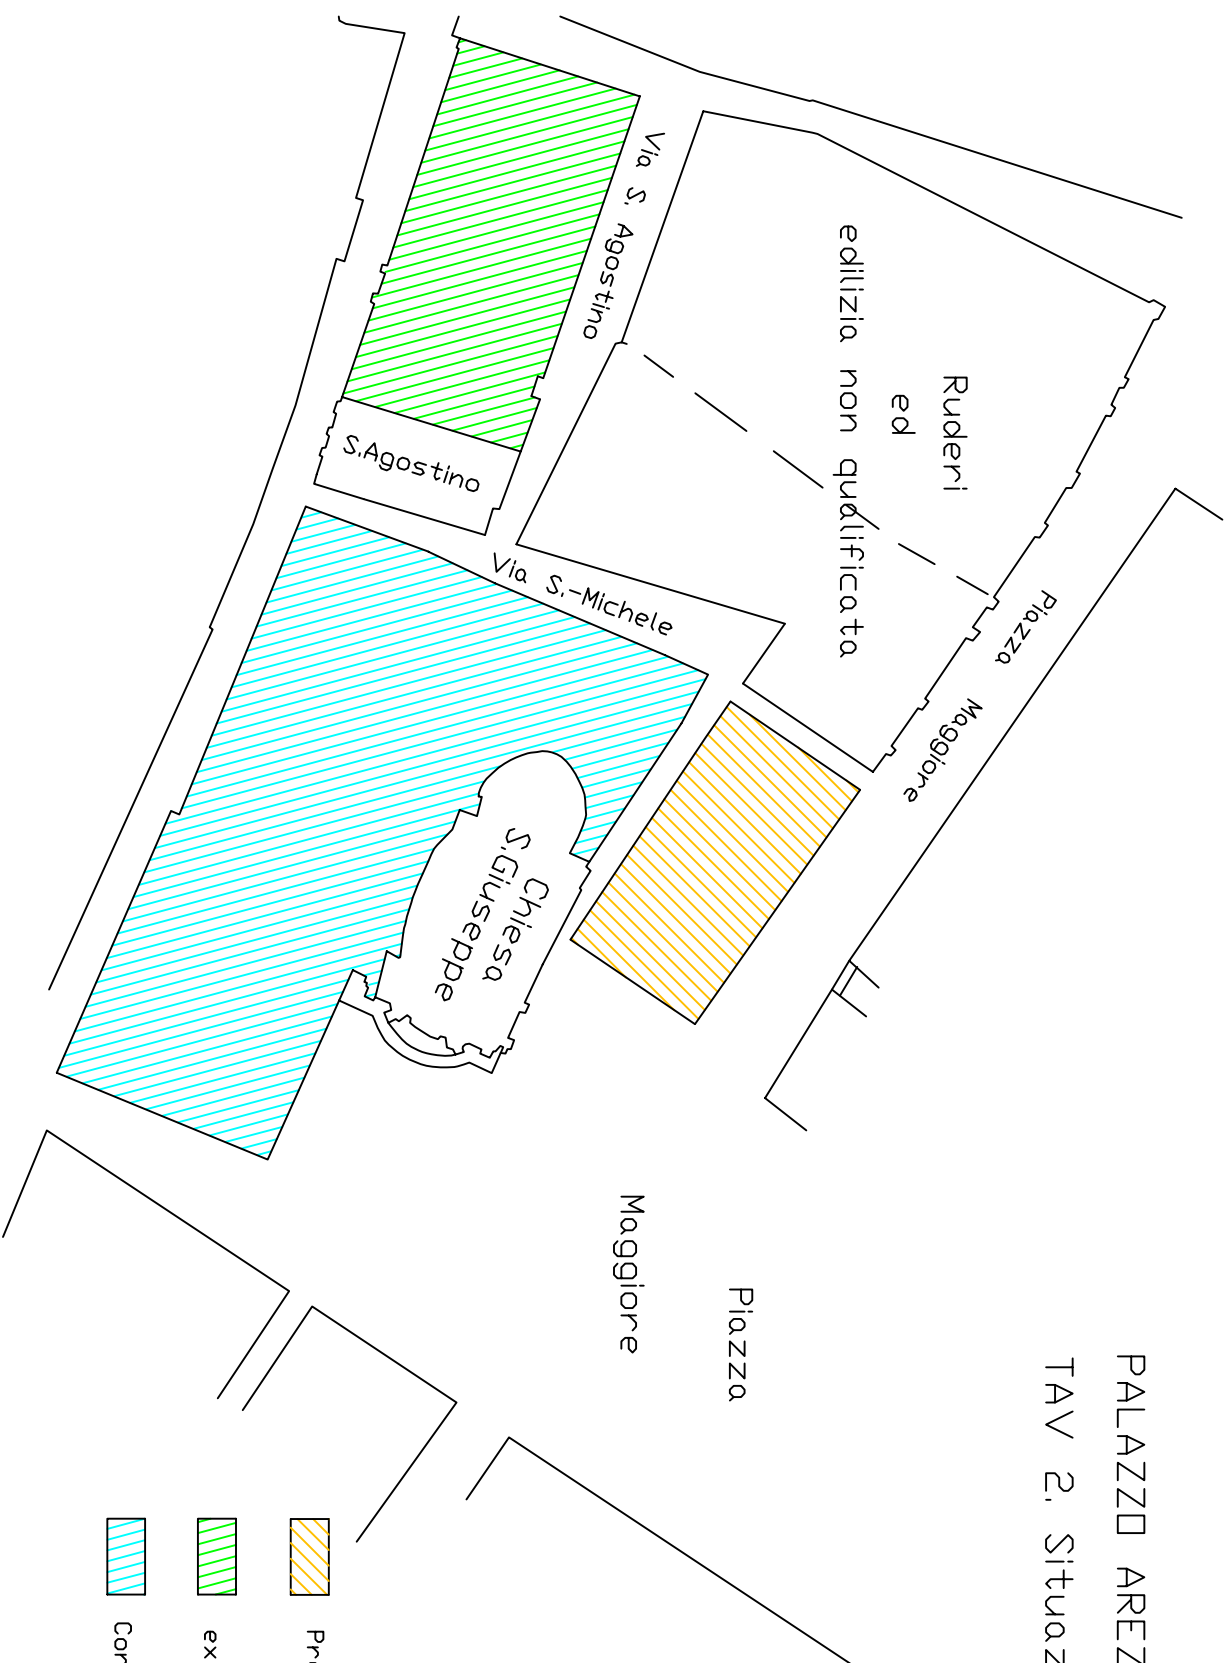 PALAZZO AREZ
TAV 2. Situaz
Ruderi
ed
edilizia non qualificata
Piazza Maggiore
Via S. Agostino
S.Agostino
Via S.-Michele
Chiesa
S.Giuseppe
Piazza
Maggiore
Pr
ex
Con